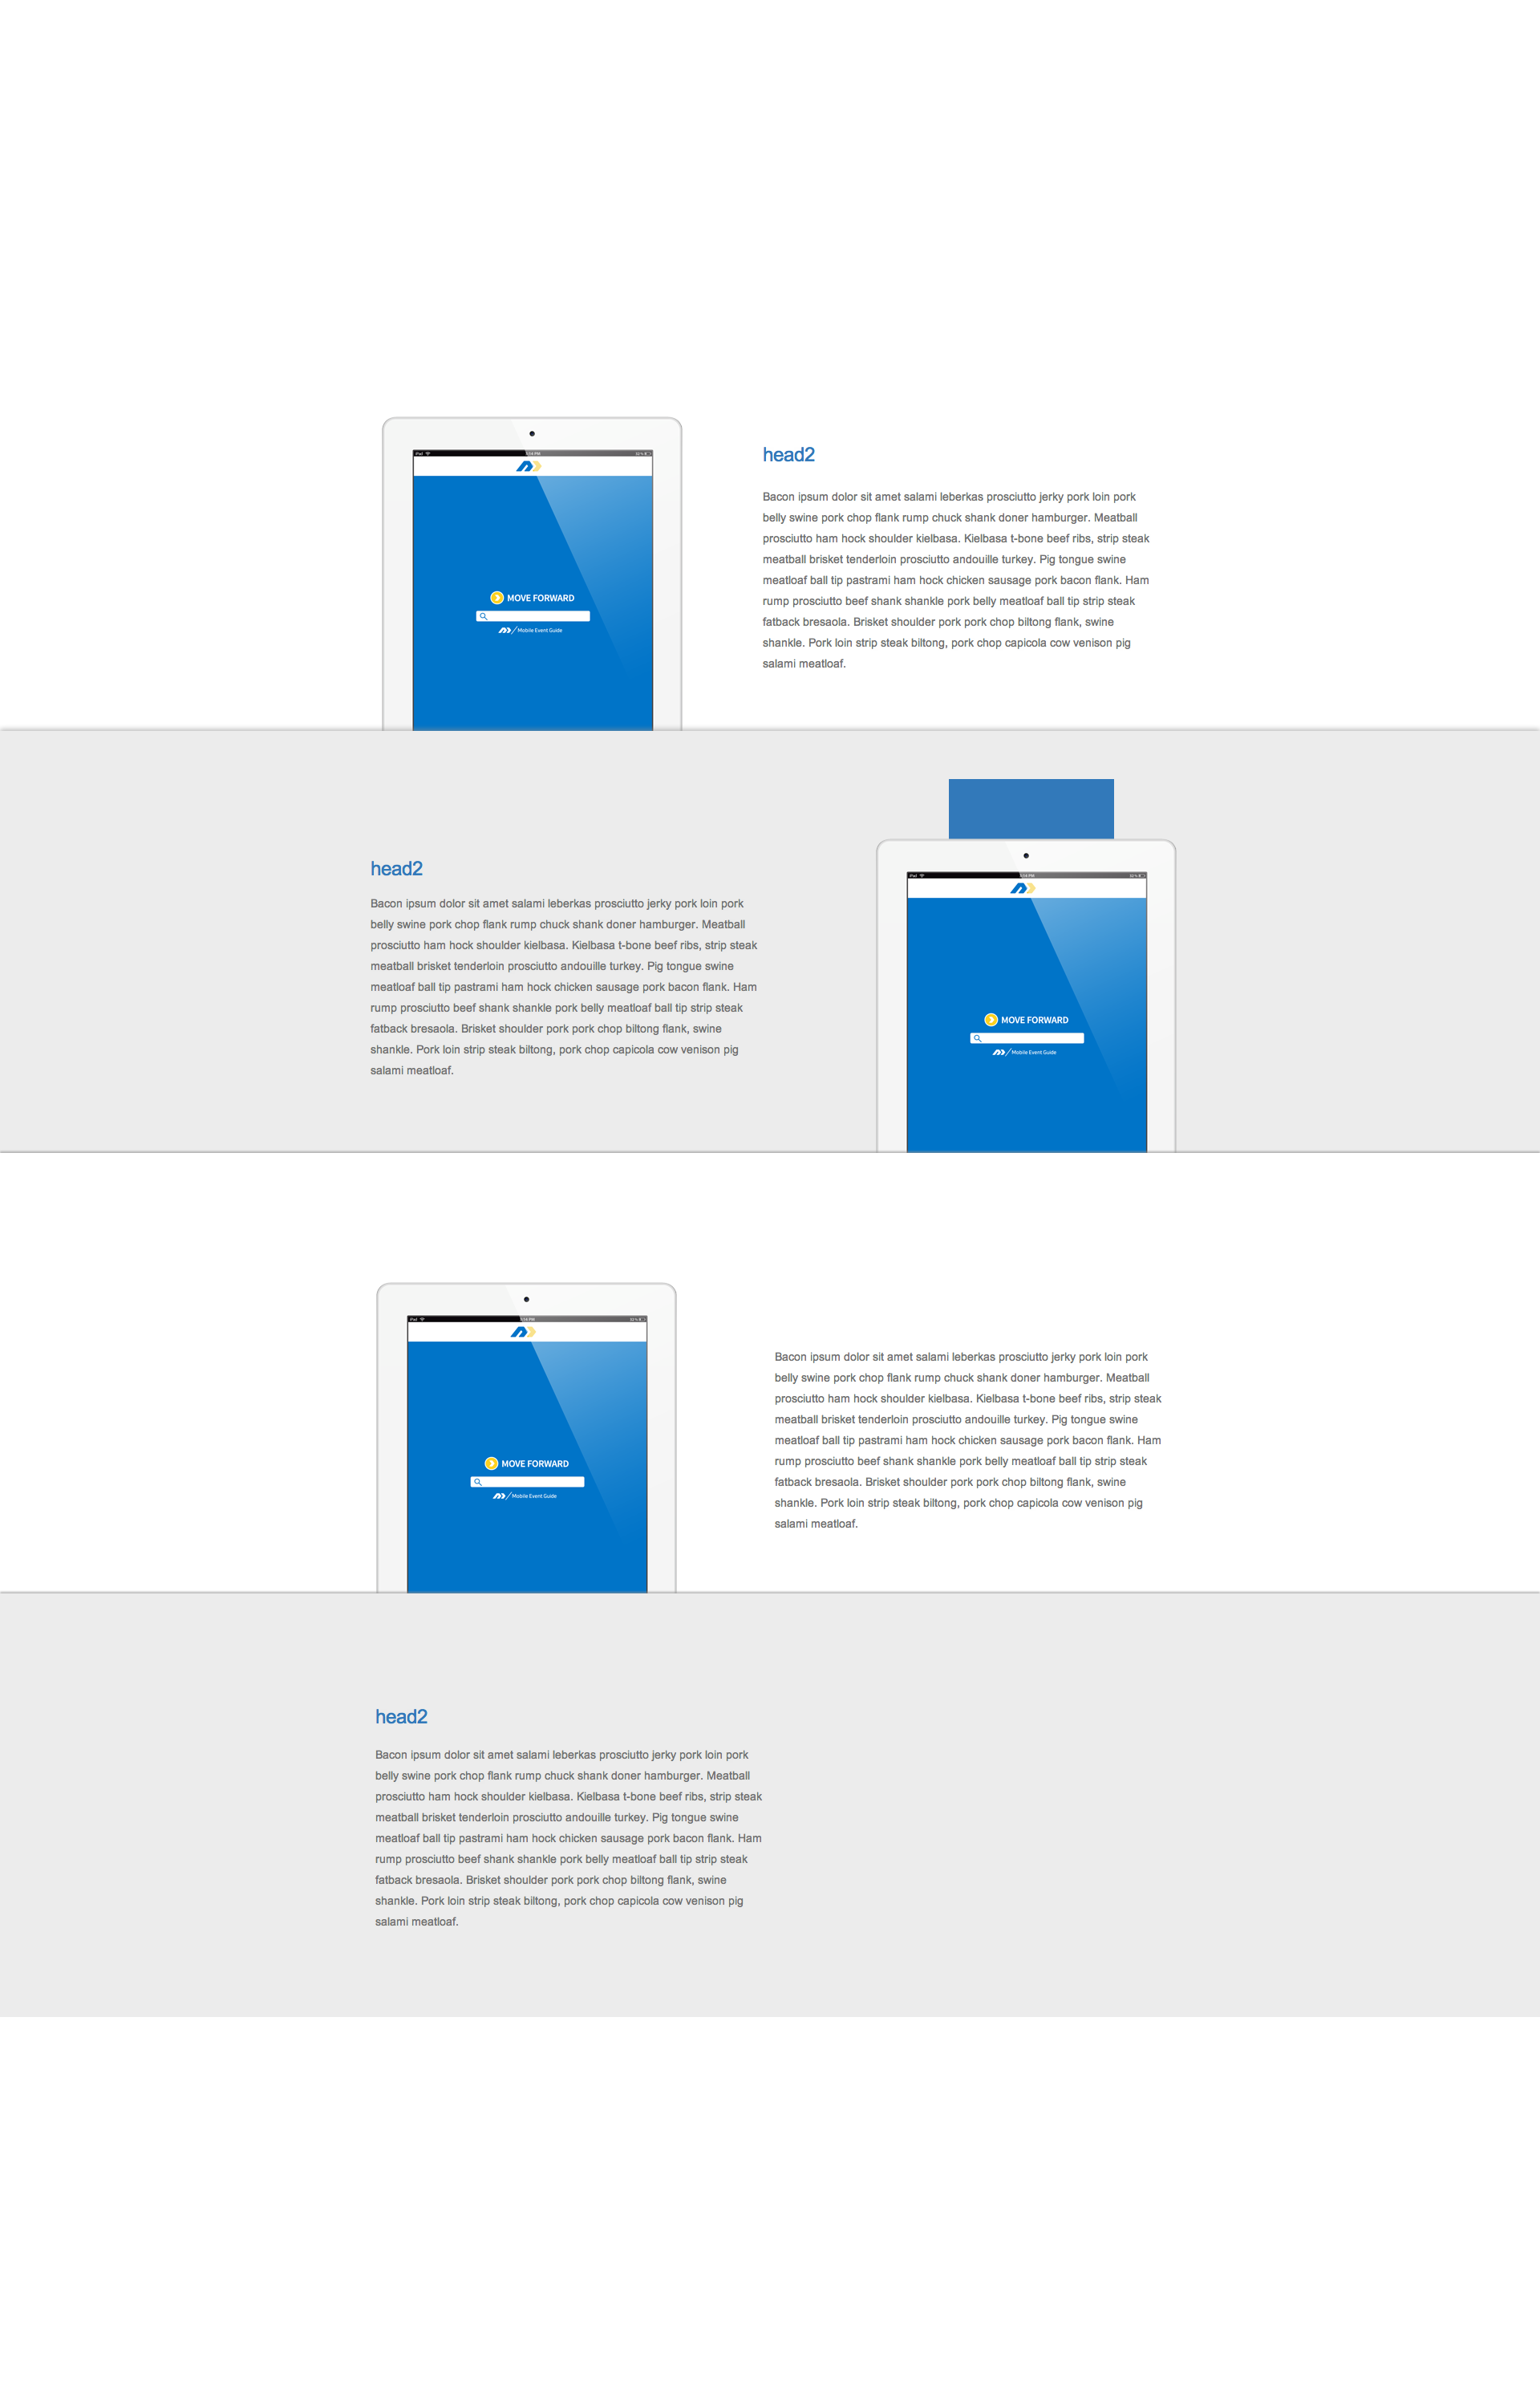 iPad
4:14 PM
32%
MOVE FORWARD
Mobile Event Guide
head2
Bacon ipsum dolor sit amet salami leberkas prosciutto jerky pork loin pork
belly swine pork chop flank rump chuck shank doner hamburger. Meatball
prosciutto ham hock shoulder kielbasa. Kielbasa t-bone beef ribs, strip steak
meatball brisket tenderloin prosciutto andouille turkey. Pig tongue swine
meatloaf ball tip pastrami ham hock chicken sausage pork bacon flank. Ham
rump prosciutto beef shank shankle pork belly meatloaf ball tip strip steak
fatback bresaola. Brisket shoulder pork pork chop biltong flank, swine
shankle. Pork loin strip steak biltong, pork chop capicola cow venison pig
salami meatloaf.
head2
Bacon ipsum dolor sit amet salami leberkas prosciutto jerky pork loin pork
belly swine pork chop flank rump chuck shank doner hamburger. Meatball
prosciutto ham hock shoulder kielbasa. Kielbasa t-bone beef ribs, strip steak
meatball brisket tenderloin prosciutto andouille turkey. Pig tongue swine
meatloaf ball tip pastrami ham hock chicken sausage pork bacon flank. Ham
rump prosciutto beef shank shankle pork belly meatloaf ball tip strip steak
fatback bresaola. Brisket shoulder pork pork chop biltong flank, swine
shankle. Pork loin strip steak biltong, pork chop capicola cow venison pig
salami meatloaf.
iPad
MOVE FORWARD
Mobile Event Guide
iPad
MOVE FORWARD
Mobile Event Guide
Bacon ipsum dolor sit amet salami leberkas prosciutto jerky pork loin pork
belly swine pork chop flank rump chuck shank doner hamburger. Meatball
prosciutto ham hock shoulder kielbasa. Kielbasa t-bone beef ribs, strip steak
meatball brisket tenderloin prosciutto andouille turkey. Pig tongue swine
meatloaf ball tip pastrami ham hock chicken sausage pork bacon flank. Ham
rump prosciutto beef shank shankle pork belly meatloaf ball tip strip steak
fatback bresaola. Brisket shoulder pork pork chop biltong flank, swine
shankle. Pork loin strip steak biltong, pork chop capicola cow venison pig
salami meatloaf.
head2
Bacon ipsum dolor sit amet salami leberkas prosciutto jerky pork loin pork
belly swine pork chop flank rump chuck shank doner hamburger. Meatball
prosciutto ham hock shoulder kielbasa. Kielbasa t-bone beef ribs, strip steak
meatball brisket tenderloin prosciutto andouille turkey. Pig tongue swine
meatloaf ball tip pastrami ham hock chicken sausage pork bacon flank. Ham
rump prosciutto beef shank shankle pork belly meatloaf ball tip strip steak
fatback bresaola. Brisket shoulder pork pork chop biltong flank, swine
shankle. Pork loin strip steak biltong, pork chop capicola cow venison pig
salami meatloaf.